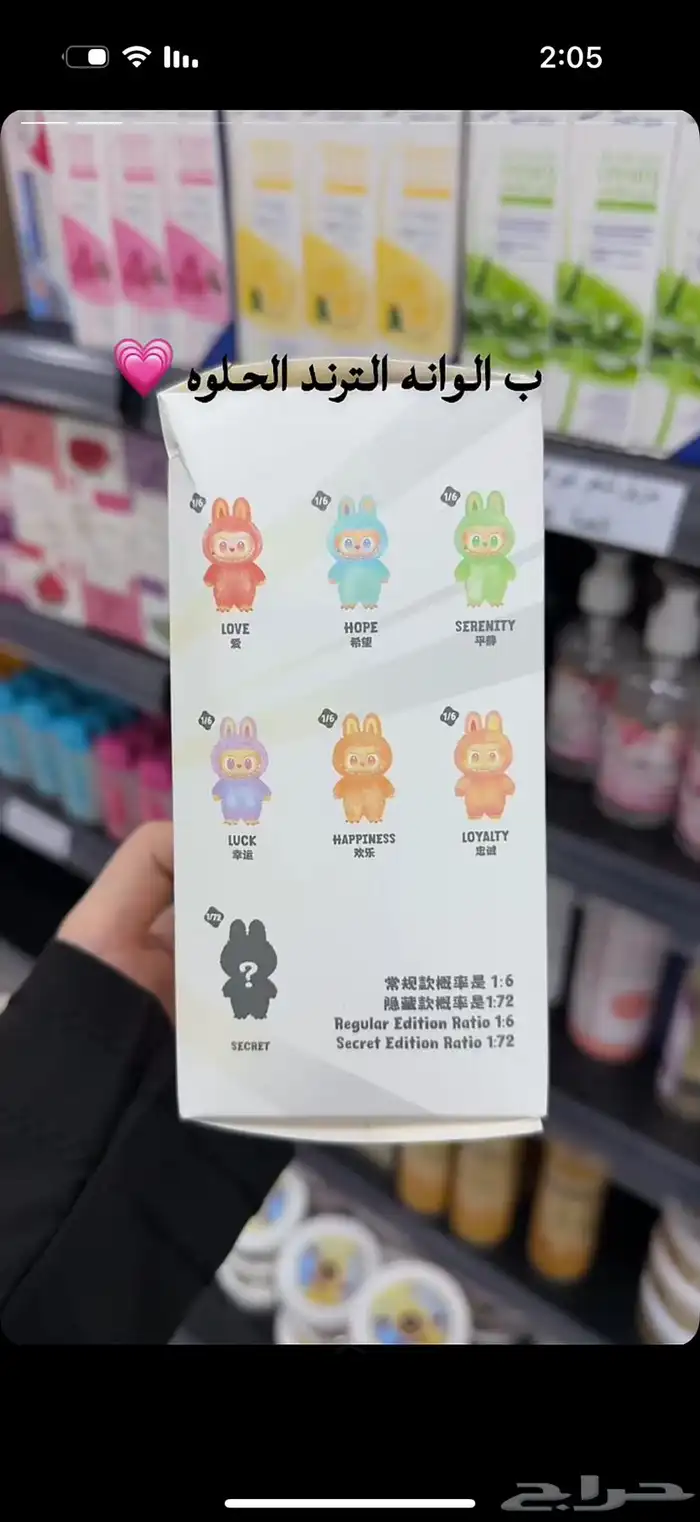 2:05
ب الوانه الترند الحلوه 💗
1/6
1/6
1/6
LOVE
爱
HOPE
希望
SERENITY
平静
1/6
1/6
1/6
LUCK
幸运
HAPPINESS
欢乐
LOYALTY
忠诚
1/72
?
SECRET
常规款概率是 1:6
隐藏款概率是1:72
Regular Edition Ratio 1:6
Secret Edition Ratio 1:72
حراج